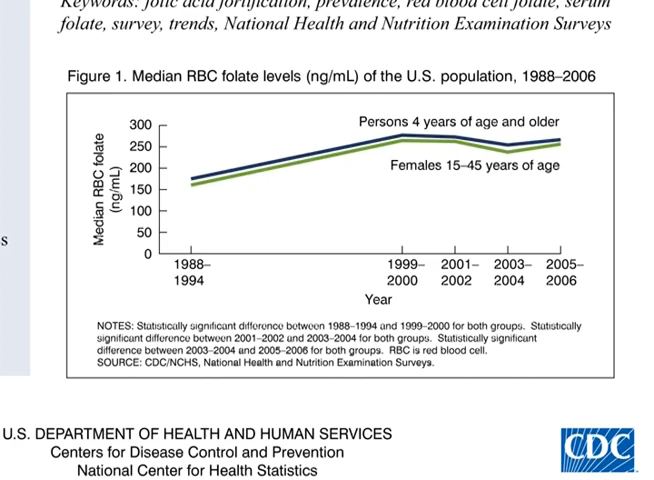 Keywords: folic acid fortification, prevalence, red blood cell folate, serum
folate, survey, trends, National Health and Nutrition Examination Surveys
Figure 1. Median RBC folate levels (ng/mL) of the U.S. population, 1988–2006
Median RBC folate
(ng/mL)
300
250
200
150
100
50
0
Persons 4 years of age and older
Females 15–45 years of age
1988–
1994
1999–
2000
2001–
2002
2003–
2004
2005–
2006
Year
NOTES: Statistically significant difference between 1988–1994 and 1999–2000 for both groups. Statistically
significant difference between 2001–2002 and 2003–2004 for both groups. Statistically significant
difference between 2003–2004 and 2005–2006 for both groups. RBC is red blood cell.
SOURCE: CDC/NCHS, National Health and Nutrition Examination Surveys.
s
U.S. DEPARTMENT OF HEALTH AND HUMAN SERVICES
Centers for Disease Control and Prevention
National Center for Health Statistics
CDC